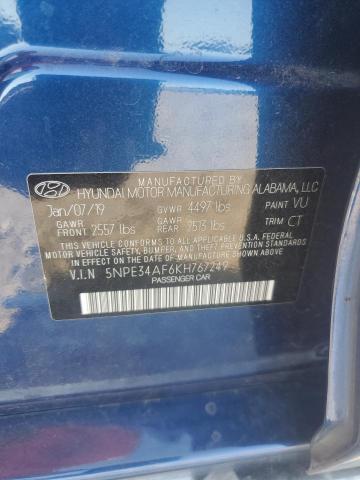 MANUFACTURED BY
HYUNDAI MOTOR MANUFACTURING ALABAMA, LLC
Jan/07/19 GVWR 4497 lbs PAINT VU
GAWR FRONT 2557 lbs GAWR REAR 2513 lbs TRIM CT
THIS VEHICLE CONFORMS TO ALL APPLICABLE
FEDERAL MOTOR VEHICLE SAFETY, BUMPER, AND THEFT
PREVENTION STANDARDS IN EFFECT ON THE DATE OF
MANUFACTURE SHOWN ABOVE.
V.I.N 5NPE34AF6KH767249
PASSENGER CAR